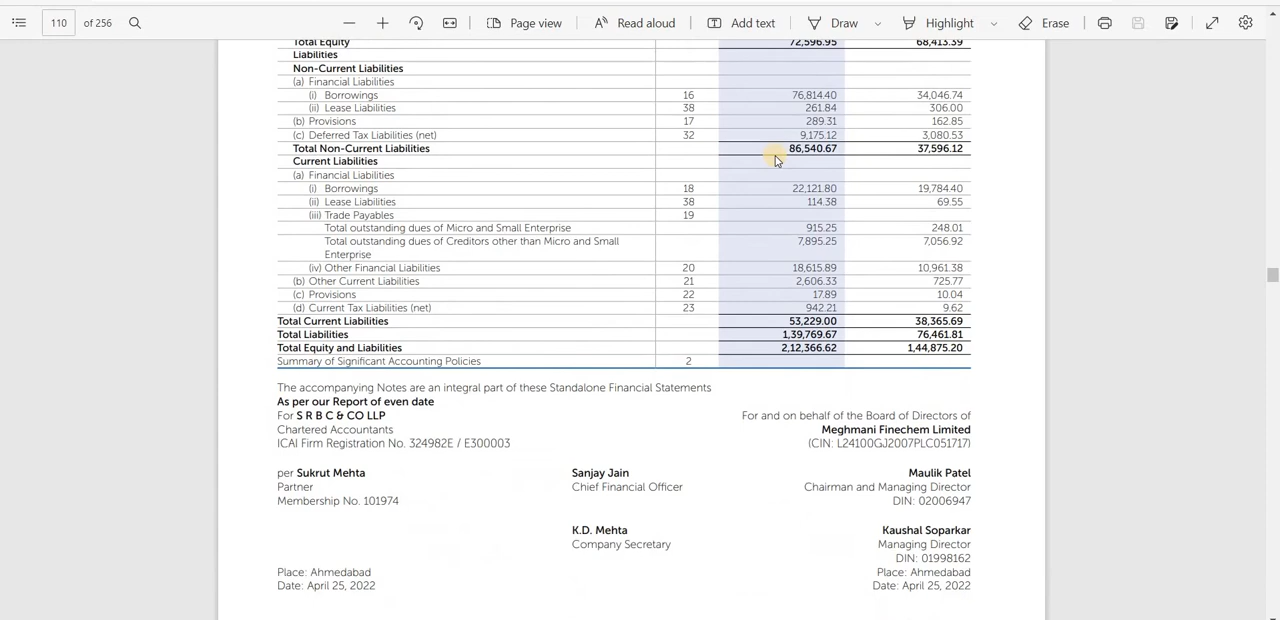 110 of 256 Page view Read aloud Add text Draw Highlight Erase
Total Equity 72,596.95 68,413.39
Liabilities
Non-Current Liabilities
(a) Financial Liabilities
(i) Borrowings 16 76,814.40 34,046.74
(ii) Lease Liabilities 38 261.84 306.00
(b) Provisions 17 289.31 162.85
(c) Deferred Tax Liabilities (net) 32 9,175.12 3,080.53
Total Non-Current Liabilities 86,540.67 37,596.12
Current Liabilities
(a) Financial Liabilities
(i) Borrowings 18 22,121.80 19,784.40
(ii) Lease Liabilities 38 114.38 69.55
(iii) Trade Payables 19
Total outstanding dues of Micro and Small Enterprise 915.25 248.01
Total outstanding dues of Creditors other than Micro and Small 7,895.25 7,056.92
Enterprise
(iv) Other Financial Liabilities 20 18,615.89 10,961.38
(b) Other Current Liabilities 21 2,606.33 725.77
(c) Provisions 22 17.89 10.04
(d) Current Tax Liabilities (net) 23 942.21 9.62
Total Current Liabilities 53,229.00 38,365.69
Total Liabilities 1,39,769.67 76,461.81
Total Equity and Liabilities 2,12,366.62 1,44,875.20
Summary of Significant Accounting Policies 2
The accompanying Notes are an integral part of these Standalone Financial Statements
As per our Report of even date
For S R B C & CO LLP For and on behalf of the Board of Directors of
Chartered Accountants Meghmani Finechem Limited
ICAI Firm Registration No. 324982E / E300003 (CIN: L24100GJ2007PLC051717)
per Sukrut Mehta Sanjay Jain Maulik Patel
Partner Chief Financial Officer Chairman and Managing Director
Membership No. 101974 DIN: 02006947
K.D. Mehta Kaushal Soparkar
Company Secretary Managing Director
DIN: 01998162
Place: Ahmedabad Place: Ahmedabad
Date: April 25, 2022 Date: April 25, 2022